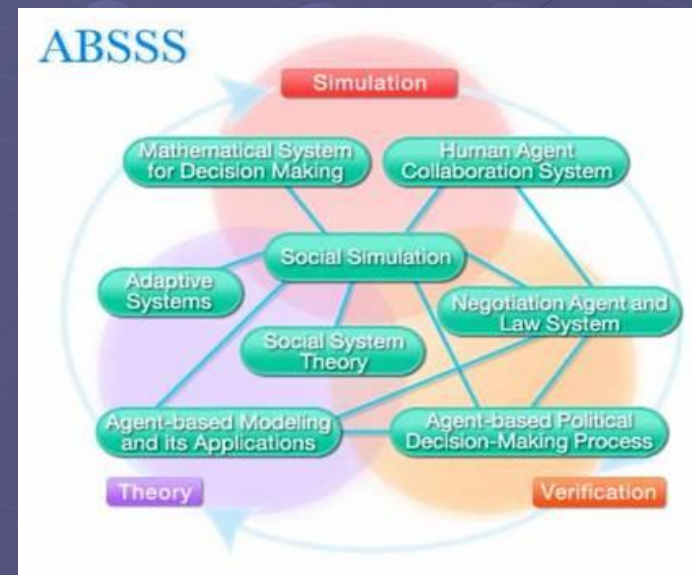 ABSSS
Simulation
Mathematical System
for Decision Making
Human Agent
Collaboration System
Social Simulation
Adaptive
Systems
Negotiation Agent and
Law System
Social System
Theory
Agent-based Modeling
and its Applications
Agent-based Political
Decision-Making Process
Theory
Verification